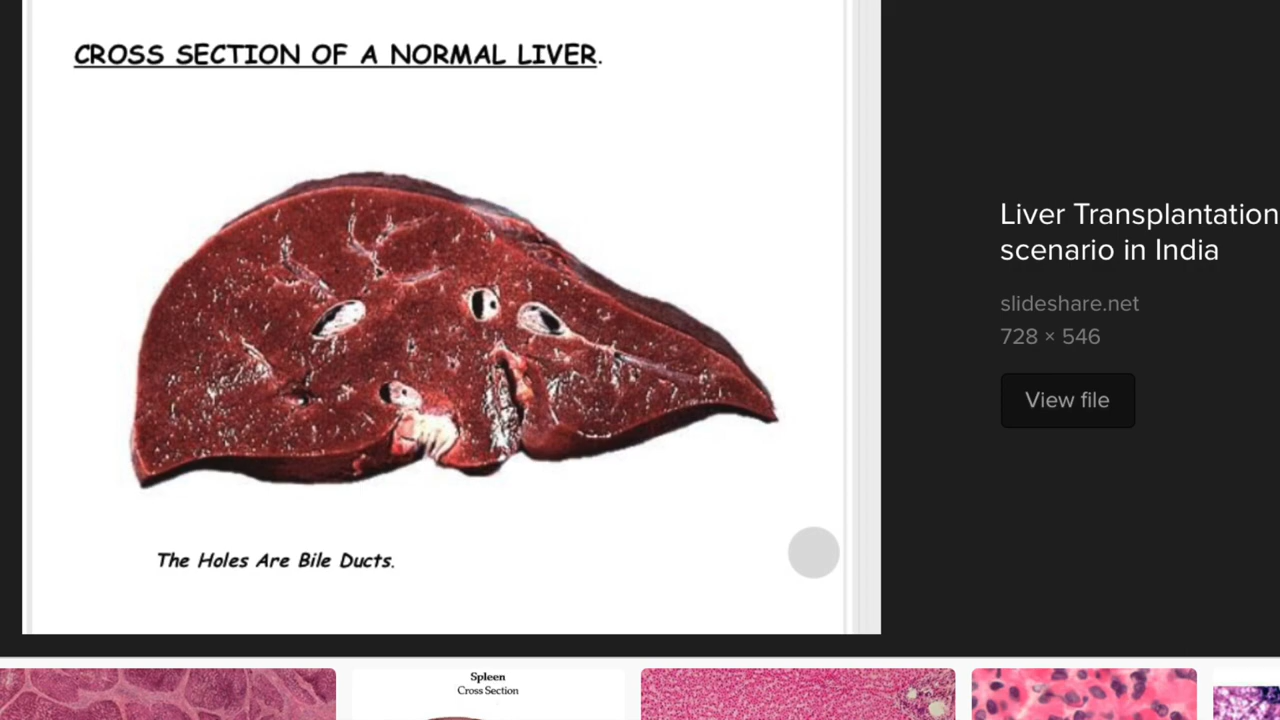 CROSS SECTION OF A NORMAL LIVER.
The Holes Are Bile Ducts.
Liver Transplantation
scenario in India
slideshare.net
728 × 546
View file
Spleen
Cross Section